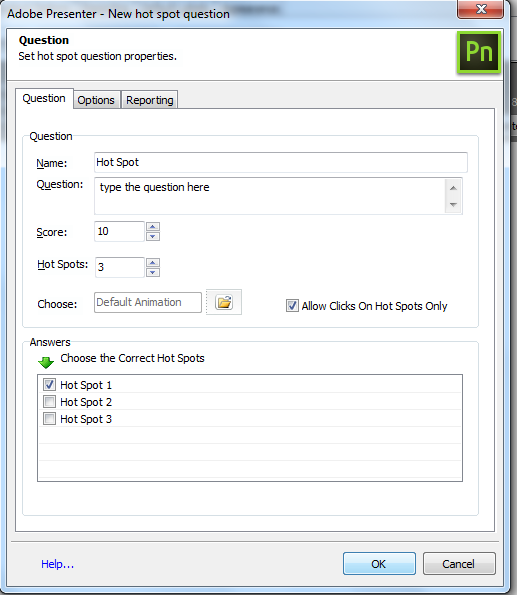 Adobe Presenter - New hot spot question
Question
Set hot spot question properties.
Pn
Question Options Reporting
Question
Name: Hot Spot
Question: type the question here
Score: 10
Hot Spots: 3
Choose: Default Animation Allow Clicks On Hot Spots Only
Answers
Choose the Correct Hot Spots
Hot Spot 1
Hot Spot 2
Hot Spot 3
Help... OK Cancel